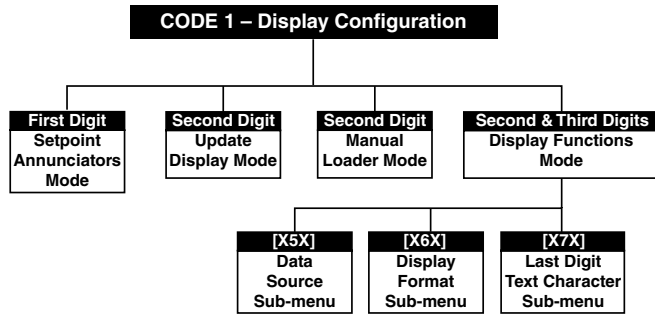 CODE 1 – Display Configuration
First Digit
Setpoint
Annunciators
Mode
Second Digit
Update
Display Mode
Second Digit
Manual
Loader Mode
Second & Third Digits
Display Functions
Mode
[X5X]
Data
Source
Sub-menu
[X6X]
Display
Format
Sub-menu
[X7X]
Last Digit
Text Character
Sub-menu